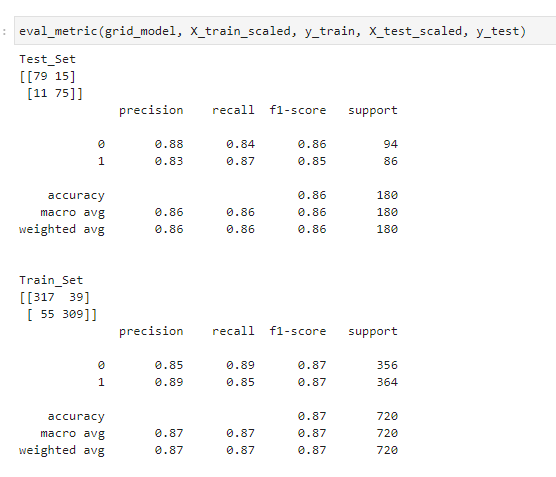 : eval_metric(grid_model, X_train_scaled, y_train, X_test_scaled, y_test)
Test_Set
[[79 15]
[11 75]]
precision recall f1-score support
0 0.88 0.84 0.86 94
1 0.83 0.87 0.85 86
accuracy 0.86 180
macro avg 0.86 0.86 0.86 180
weighted avg 0.86 0.86 0.86 180
Train_Set
[[317 39]
[ 55 309]]
precision recall f1-score support
0 0.85 0.89 0.87 356
1 0.89 0.85 0.87 364
accuracy 0.87 720
macro avg 0.87 0.87 0.87 720
weighted avg 0.87 0.87 0.87 720